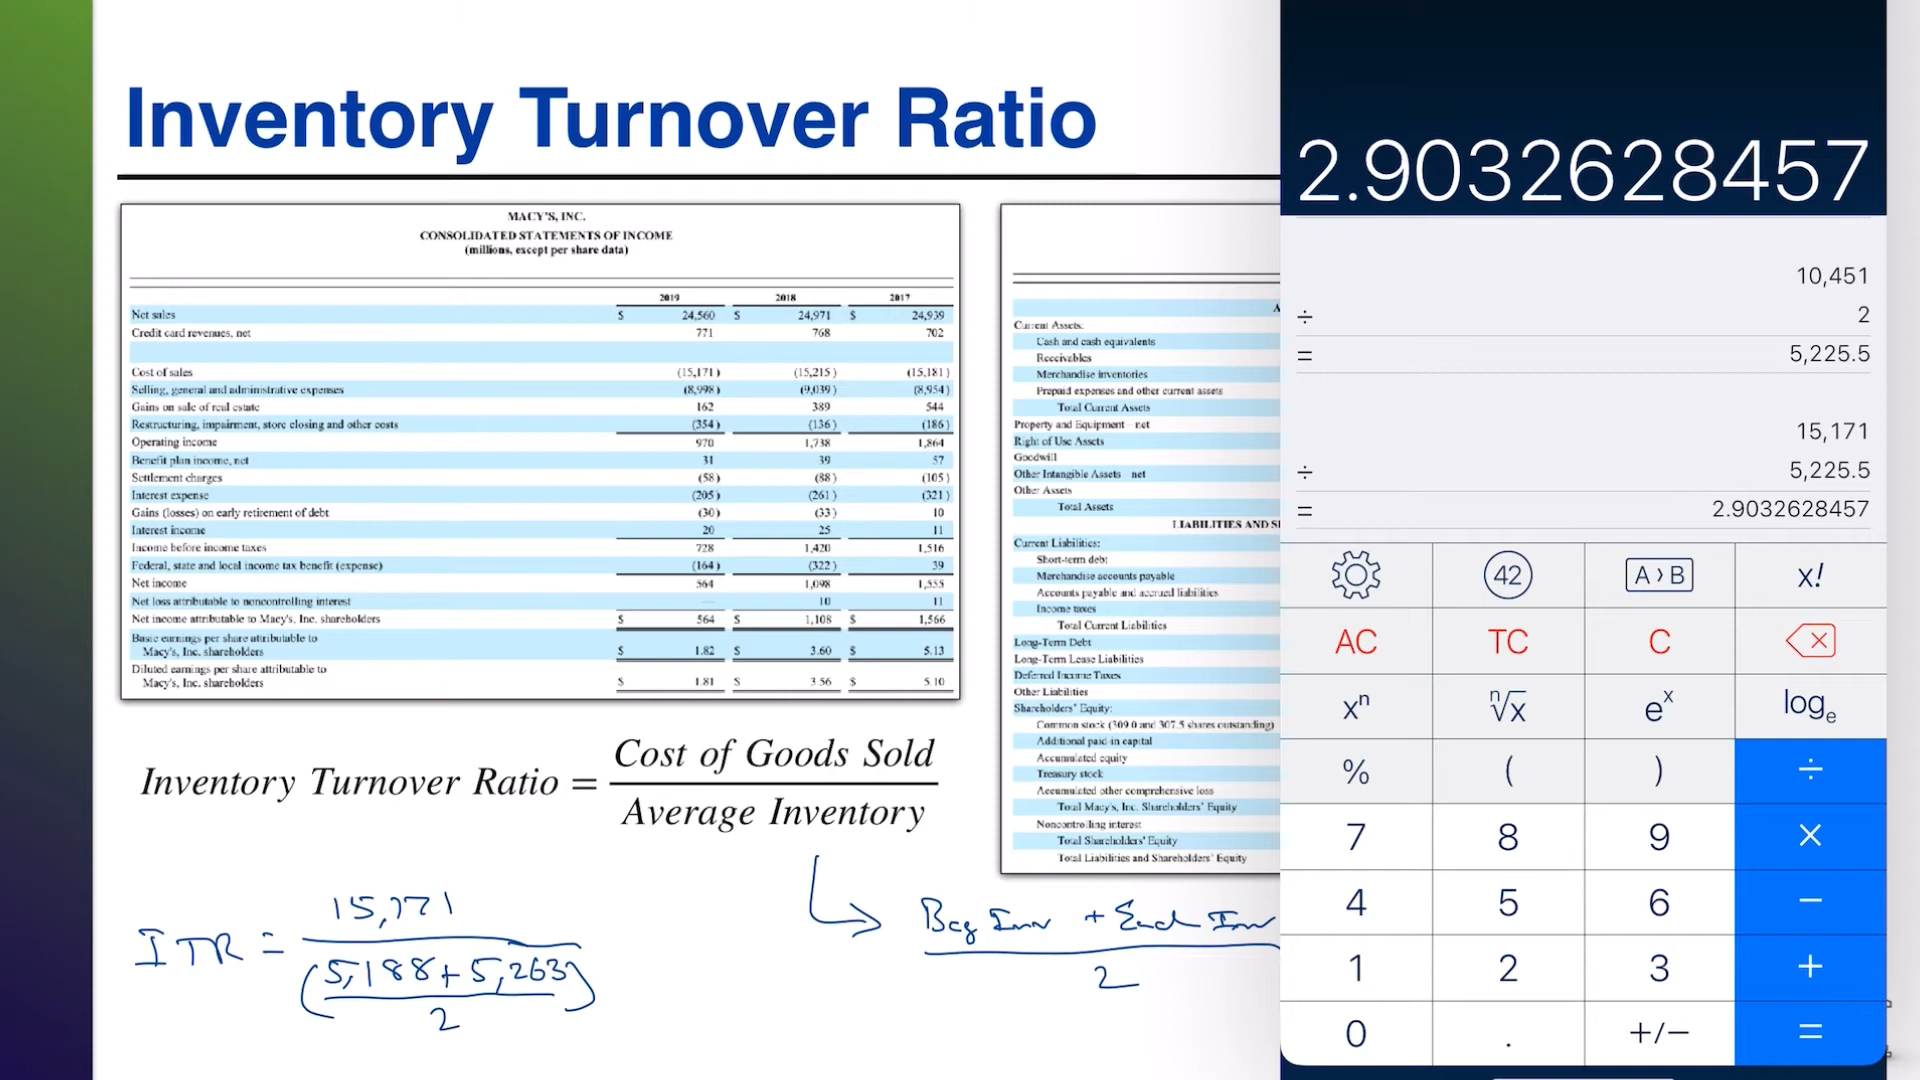 Inventory Turnover Ratio
MACY'S, INC.
CONSOLIDATED STATEMENTS OF INCOME
(millions, except per share data)
2019 2018 2017
Net sales $ 24,560 $ 24,971 $ 24,939
Credit card revenues, net 771 768 702
Cost of sales (15,171) (15,215) (15,181)
Selling, general and administrative expenses (8,998) (9,039) (8,954)
Gains on sale of real estate 162 389 544
Restructuring, impairment, store closing and other costs (354) (136) (186)
Operating income 970 1,738 1,864
Benefit plan income, net 31 39 57
Settlement charges (58) (88) (105)
Interest expense (205) (261) (321)
Gains (losses) on early retirement of debt (30) (33) 10
Interest income 20 25 11
Income before income taxes 728 1,420 1,516
Federal, state and local income tax benefit (expense) (164) (322) 39
Net income 564 1,098 1,555
Net loss attributable to noncontrolling interest — 10 11
Net income attributable to Macy's, Inc. shareholders $ 564 $ 1,108 $ 1,566
Basic earnings per share attributable to
Macy's, Inc. shareholders $ 1.82 $ 3.60 $ 5.13
Diluted earnings per share attributable to
Macy's, Inc. shareholders $ 1.81 $ 3.56 $ 5.10
Current Assets:
Cash and cash equivalents
Receivables
Merchandise inventories
Prepaid expenses and other current assets
Total Current Assets
Property and Equipment – net
Right of Use Assets
Goodwill
Other Intangible Assets – net
Other Assets
Total Assets
LIABILITIES AND S
Current Liabilities:
Short-term debt
Merchandise accounts payable
Accounts payable and accrued liabilities
Income taxes
Total Current Liabilities
Long-Term Debt
Long-Term Lease Liabilities
Deferred Income Taxes
Other Liabilities
Shareholders' Equity:
Common stock (309.0 and 307.5 shares outstanding)
Additional paid-in capital
Accumulated equity
Treasury stock
Accumulated other comprehensive loss
Total Macy's, Inc. Shareholders' Equity
Noncontrolling interest
Total Shareholders' Equity
Total Liabilities and Shareholders' Equity
Inventory Turnover Ratio = Cost of Goods Sold
Average Inventory
ITR = 15,171
(5,188 + 5,263)
2
Beg Inv + End Inv
2
2.9032628457
10,451
÷ 2
= 5,225.5
15,171
÷ 5,225.5
= 2.9032628457
42 A›B x!
AC TC C
xⁿ ⁿ√x eˣ logₑ
% ( ) ÷
7 8 9 ×
4 5 6 −
1 2 3 +
0 . +/− =